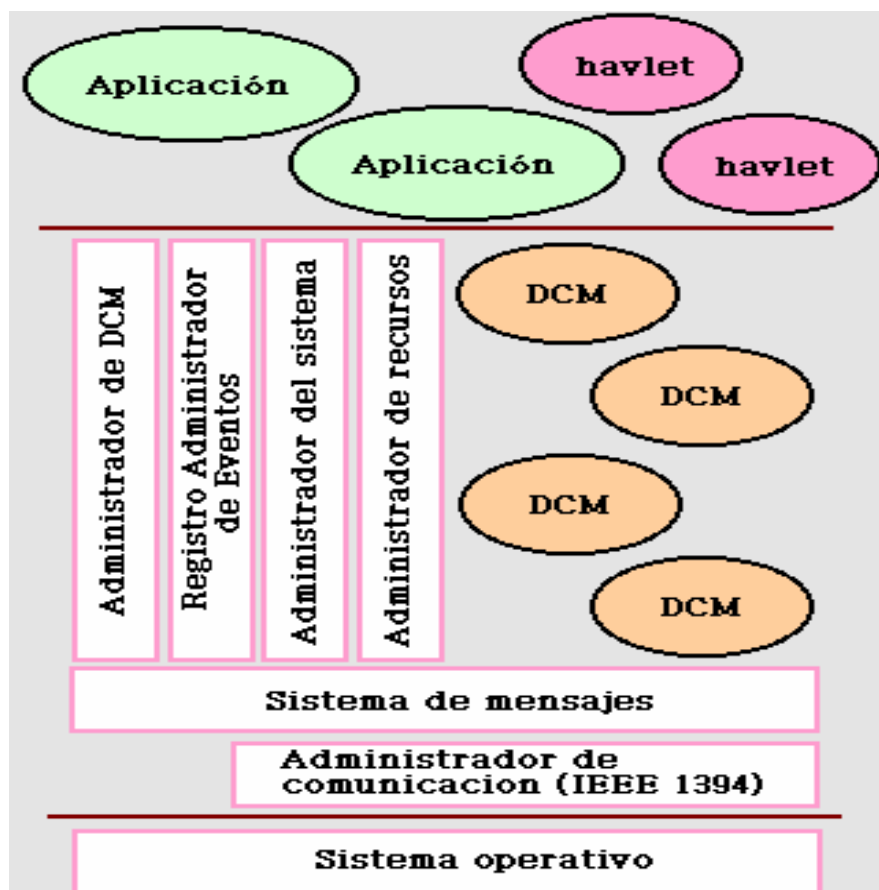 Aplicación
havlet
Aplicación
havlet
Administrador de DCM
Registro Administrador
de Eventos
Administrador del sistema
Administrador de recursos
DCM
DCM
DCM
DCM
Sistema de mensajes
Administrador de
comunicacion (IEEE 1394)
Sistema operativo